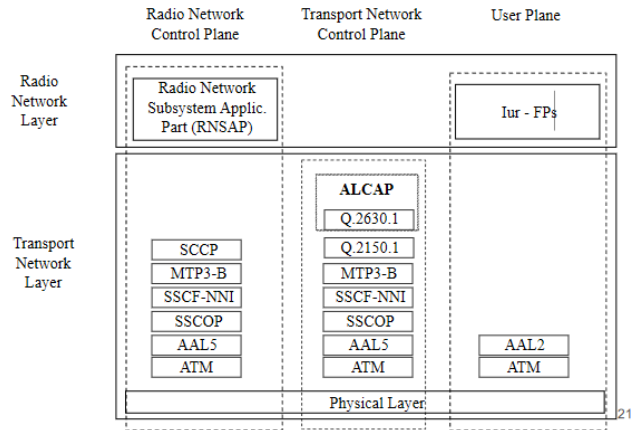 Radio Network
Control Plane
Transport Network
Control Plane
User Plane
Radio
Network
Layer
Radio Network
Subsystem Applic.
Part (RNSAP)
Iur - FPs
Transport
Network
Layer
SCCP
MTP3-B
SSCF-NNI
SSCOP
AAL5
ATM
ALCAP
Q.2630.1
Q.2150.1
MTP3-B
SSCF-NNI
SSCOP
AAL5
ATM
AAL2
ATM
Physical Layer
21